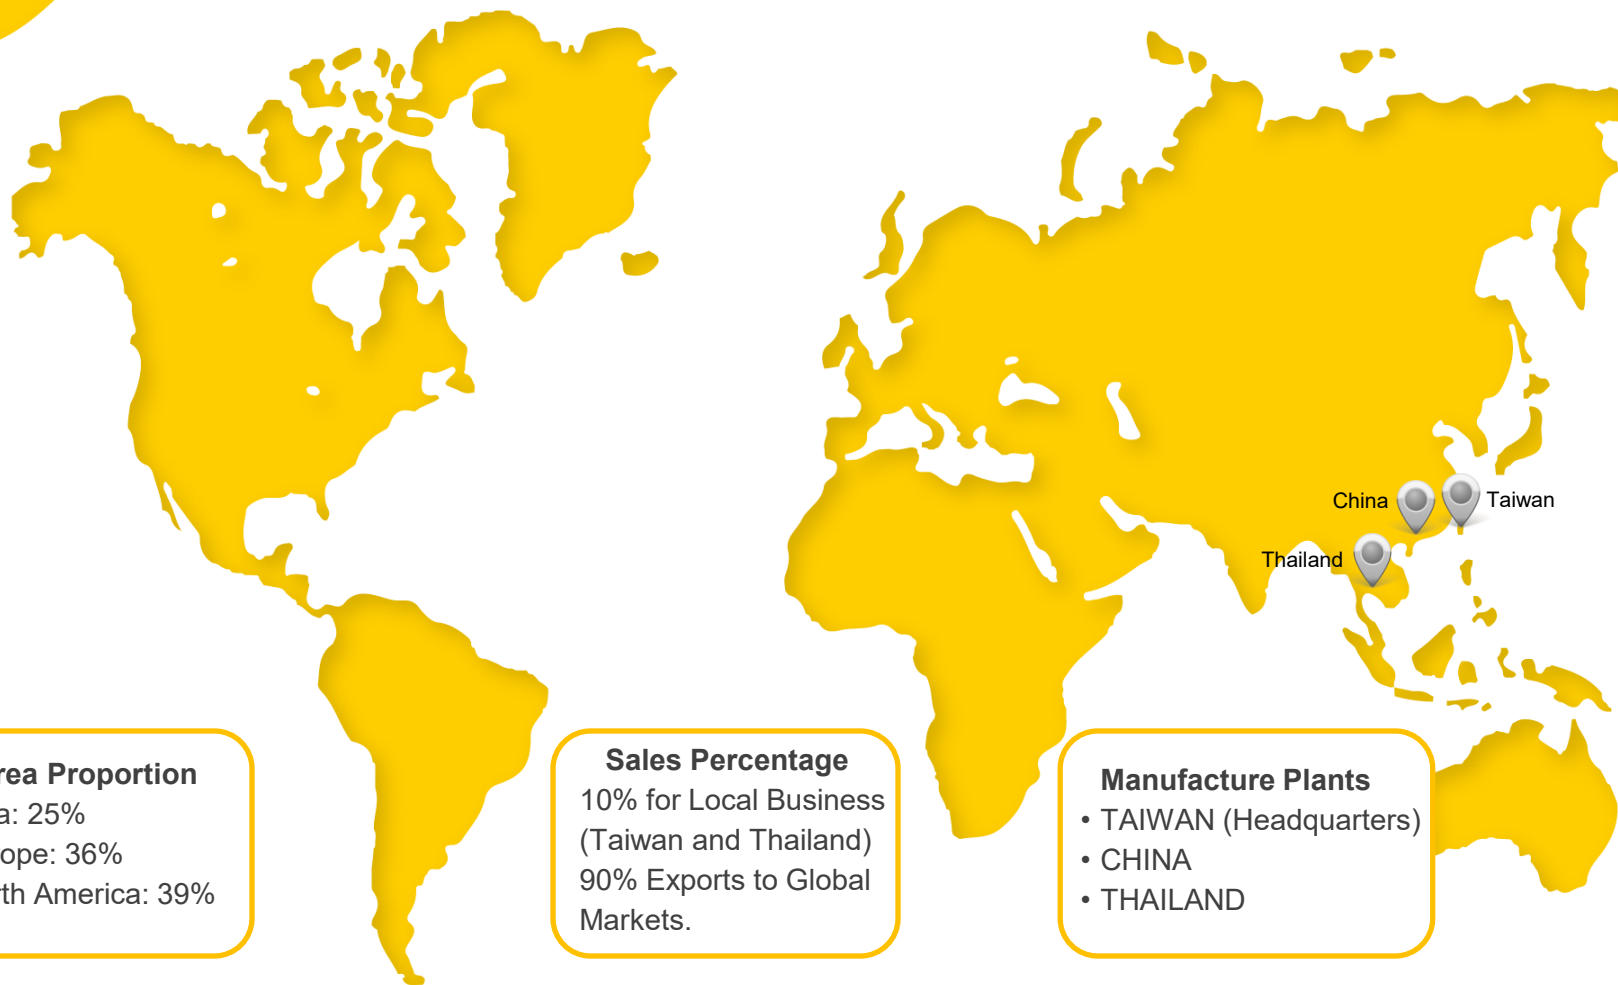 China
Taiwan
Thailand
rea Proportion
a: 25%
ope: 36%
th America: 39%
Sales Percentage
10% for Local Business
(Taiwan and Thailand)
90% Exports to Global
Markets.
Manufacture Plants
• TAIWAN (Headquarters)
• CHINA
• THAILAND